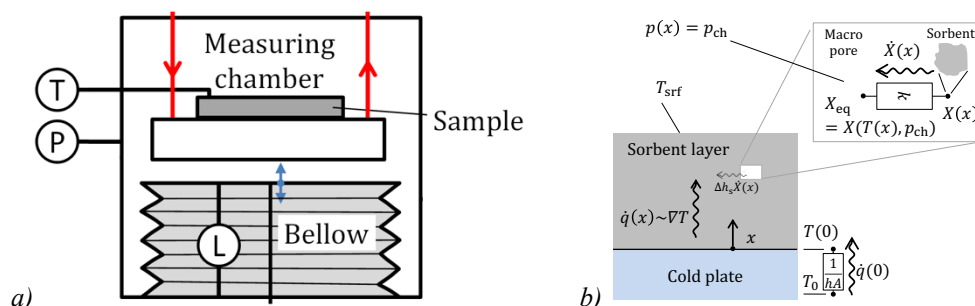 Measuring
chamber
T
P
Sample
L
Bellow
a)
p(x) = p_ch
T_srf
Sorbent layer
Δh_s Ẋ(x)
q̇(x)~∇T
x
Cold plate
T(0)
T_0
1
hA
q̇(0)
Macro
pore
Sorbent
Ẋ(x)
X_eq
k
X(x)
= X(T(x), p_ch)
b)